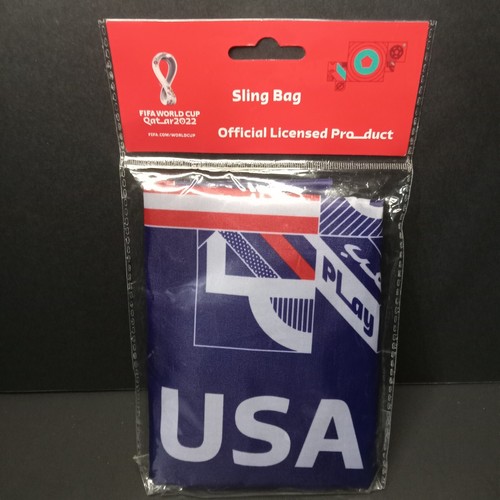 FIFA WORLD CUP
Qatar2022
FIFA.COM/WORLDCUP
Sling Bag
Official Licensed Product
Play
USA